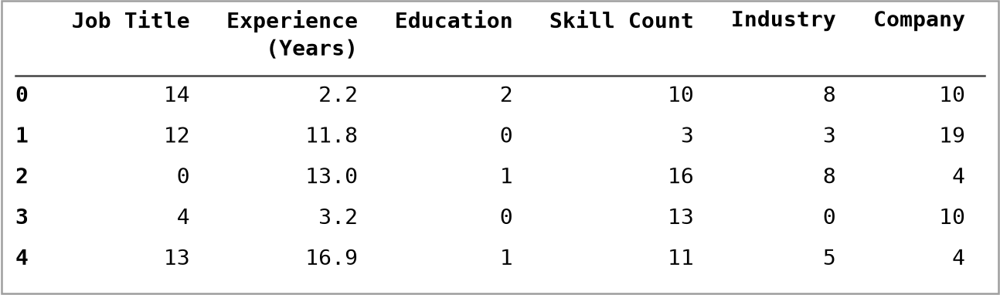 Job Title Experience (Years) Education Skill Count Industry Company
0 14 2.2 2 10 8 10
1 12 11.8 0 3 3 19
2 0 13.0 1 16 8 4
3 4 3.2 0 13 0 10
4 13 16.9 1 11 5 4